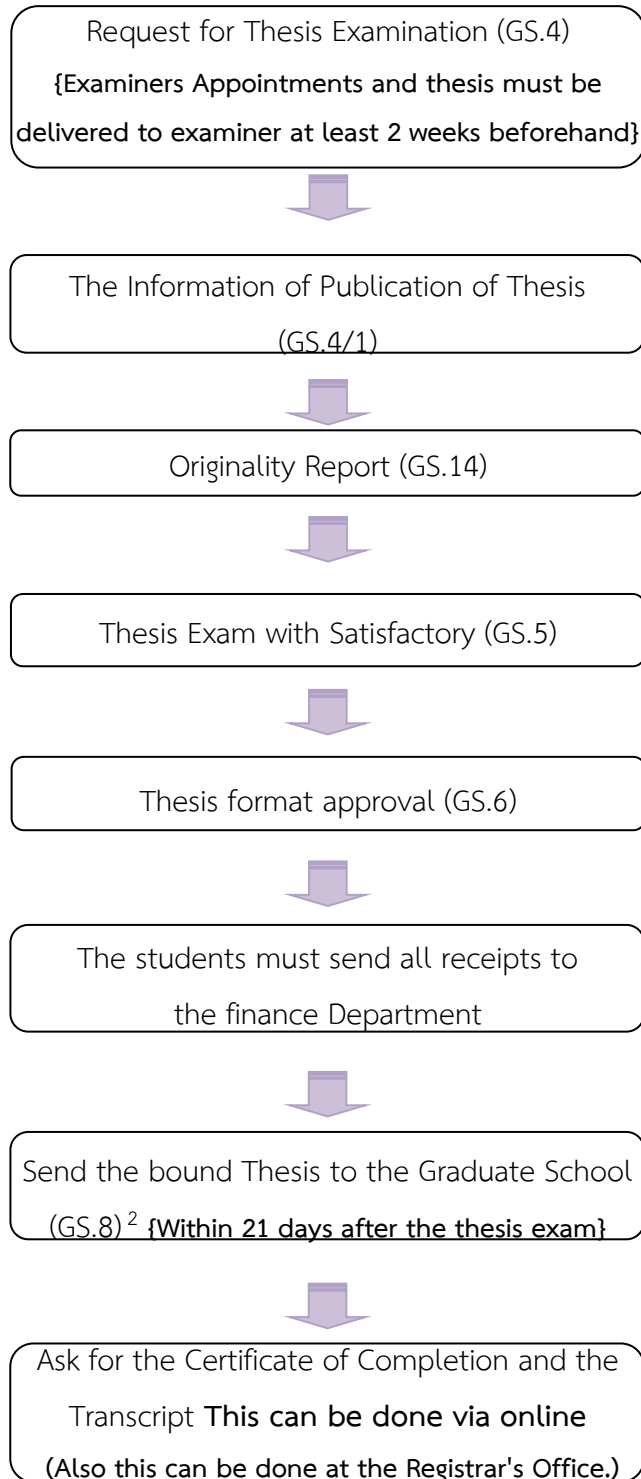 Request for Thesis Examination (GS.4)
{Examiners Appointments and thesis must be
delivered to examiner at least 2 weeks beforehand}
The Information of Publication of Thesis
(GS.4/1)
Originality Report (GS.14)
Thesis Exam with Satisfactory (GS.5)
Thesis format approval (GS.6)
The students must send all receipts to
the finance Department
Send the bound Thesis to the Graduate School
(GS.8) 2 {Within 21 days after the thesis exam}
Ask for the Certificate of Completion and the
Transcript This can be done via online
(Also this can be done at the Registrar's Office.)